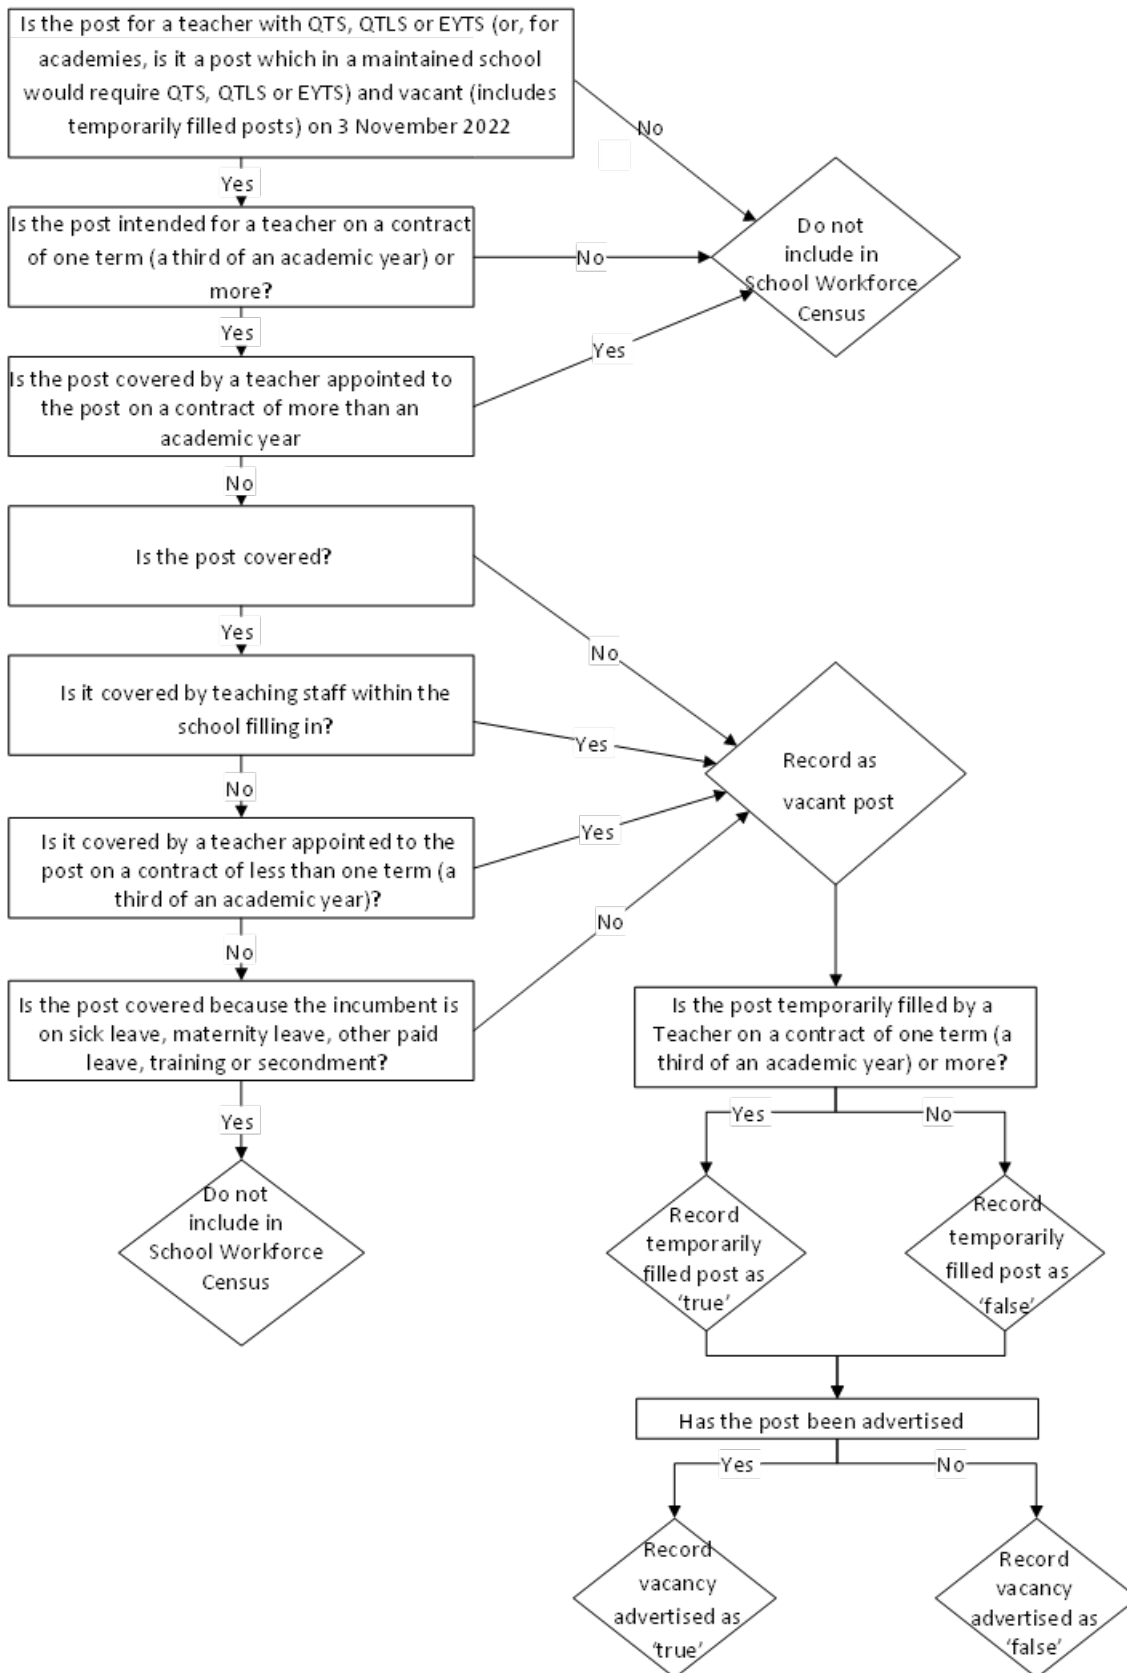 Is the post for a teacher with QTS, QTLS or EYTS (or, for
academies, is it a post which in a maintained school
would require QTS, QTLS or EYTS) and vacant (includes
temporarily filled posts) on 3 November 2022
No
Yes
Is the post intended for a teacher on a contract
of one term (a third of an academic year) or
more?
No
Do not
include in
School Workforce
Census
Yes
Yes
Is the post covered by a teacher appointed to
the post on a contract of more than an
academic year
No
Is the post covered?
No
Yes
Is it covered by teaching staff within the
school filling in?
Yes
Record as
vacant post
No
Is it covered by a teacher appointed to the
post on a contract of less than one term (a
third of an academic year)?
Yes
No
No
Is the post covered because the incumbent is
on sick leave, maternity leave, other paid
leave, training or secondment?
Is the post temporarily filled by a
Teacher on a contract of one term (a
third of an academic year) or more?
Yes
Yes
No
Do not
include in
School Workforce
Census
Record
temporarily
filled post as
‘true’
Record
temporarily
filled post as
‘false’
Has the post been advertised
Yes
No
Record
vacancy
advertised as
‘true’
Record
vacancy
advertised as
‘false’